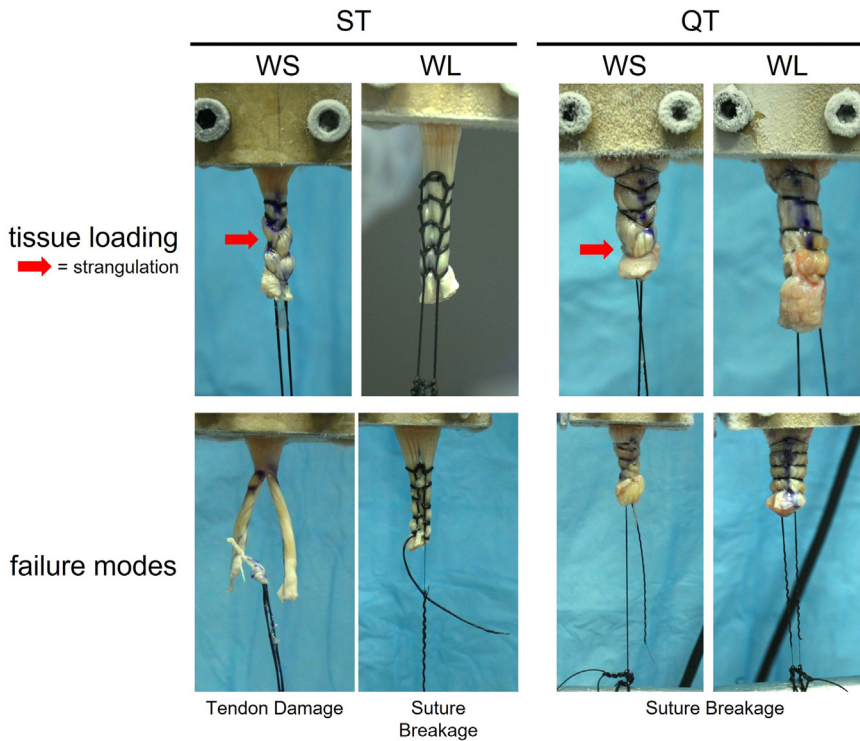 ST QT
WS WL WS WL
tissue loading
= strangulation
failure modes
Tendon Damage Suture Breakage Suture Breakage